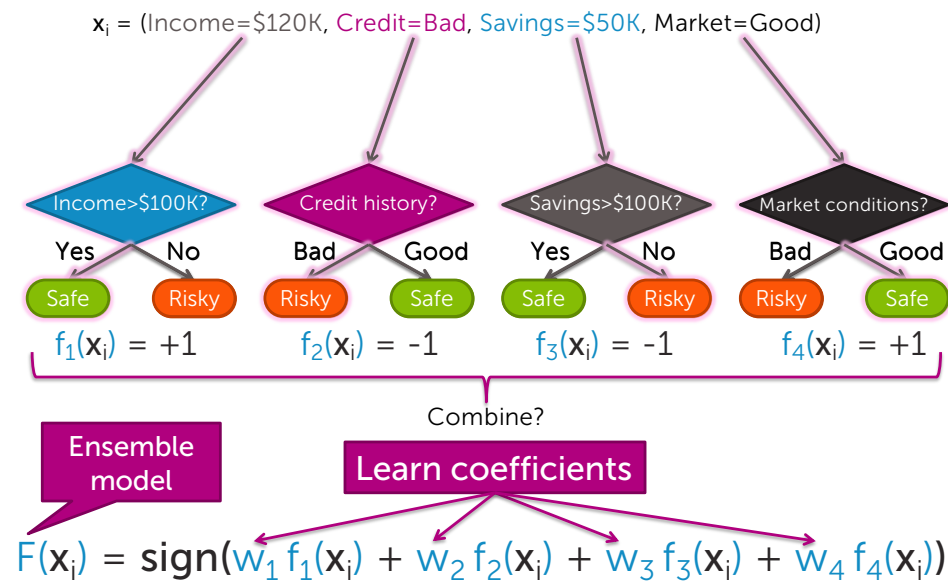 xᵢ = (Income=$120K, Credit=Bad, Savings=$50K, Market=Good)
Income>$100K? Credit history? Savings>$100K? Market conditions?
Yes No Bad Good Yes No Bad Good
Safe Risky Risky Safe Safe Risky Risky Safe
f₁(xᵢ) = +1 f₂(xᵢ) = -1 f₃(xᵢ) = -1 f₄(xᵢ) = +1
Combine?
Ensemble
model
Learn coefficients
F(xᵢ) = sign(w₁ f₁(xᵢ) + w₂ f₂(xᵢ) + w₃ f₃(xᵢ) + w₄ f₄(xᵢ))